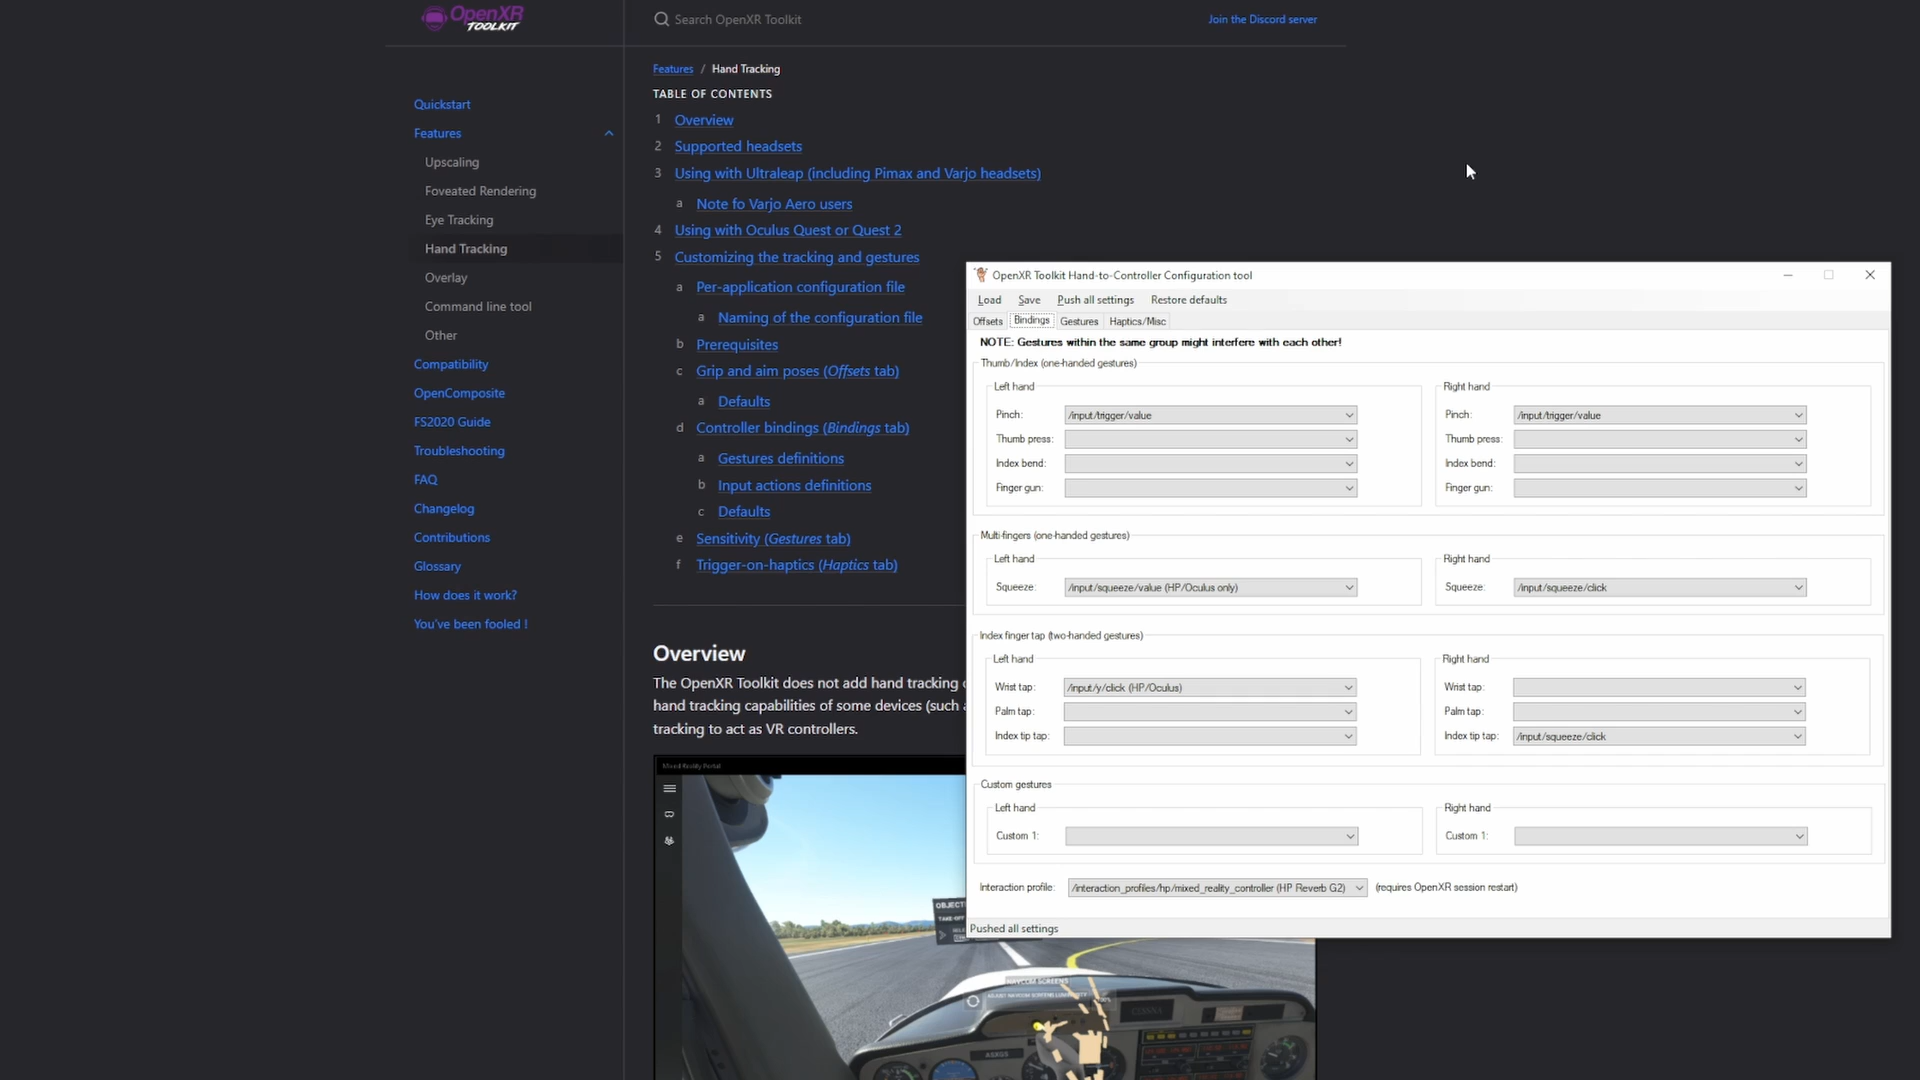 OpenXR
TOOLKIT
Search OpenXR Toolkit
Join the Discord server
Quickstart
Features
Upscaling
Foveated Rendering
Eye Tracking
Hand Tracking
Overlay
Command line tool
Other
Compatibility
OpenComposite
FS2020 Guide
Troubleshooting
FAQ
Changelog
Contributions
Glossary
How does it work?
You've been fooled !
Features / Hand Tracking
TABLE OF CONTENTS
1 Overview
2 Supported headsets
3 Using with Ultraleap (including Pimax and Varjo headsets)
a Note fo Varjo Aero users
4 Using with Oculus Quest or Quest 2
5 Customizing the tracking and gestures
a Per-application configuration file
a Naming of the configuration file
b Prerequisites
c Grip and aim poses (Offsets tab)
a Defaults
d Controller bindings (Bindings tab)
a Gestures definitions
b Input actions definitions
c Defaults
e Sensitivity (Gestures tab)
f Trigger-on-haptics (Haptics tab)
Overview
The OpenXR Toolkit does not add hand tracking
hand tracking capabilities of some devices (such
tracking to act as VR controllers.
Mixed Reality Portal
NAVCOM SCREENS
ASXGS
OpenXR Toolkit Hand-to-Controller Configuration tool
Load Save Push all settings Restore defaults
Offsets Bindings Gestures Haptics/Misc
NOTE: Gestures within the same group might interfere with each other!
Thumb/Index (one-handed gestures)
Left hand
Pinch: /input/trigger/value
Thumb press:
Index bend:
Finger gun:
Right hand
Pinch: /input/trigger/value
Thumb press:
Index bend:
Finger gun:
Multi-fingers (one-handed gestures)
Left hand
Squeeze: /input/squeeze/value (HP/Oculus only)
Right hand
Squeeze: /input/squeeze/click
Index finger tap (two-handed gestures)
Left hand
Wrist tap: /input/y/click (HP/Oculus)
Palm tap:
Index tip tap:
Right hand
Wrist tap:
Palm tap:
Index tip tap: /input/squeeze/click
Custom gestures
Left hand
Custom 1:
Right hand
Custom 1:
Interaction profile: /interaction_profiles/hp/mixed_reality_controller (HP Reverb G2) (requires OpenXR session restart)
Pushed all settings